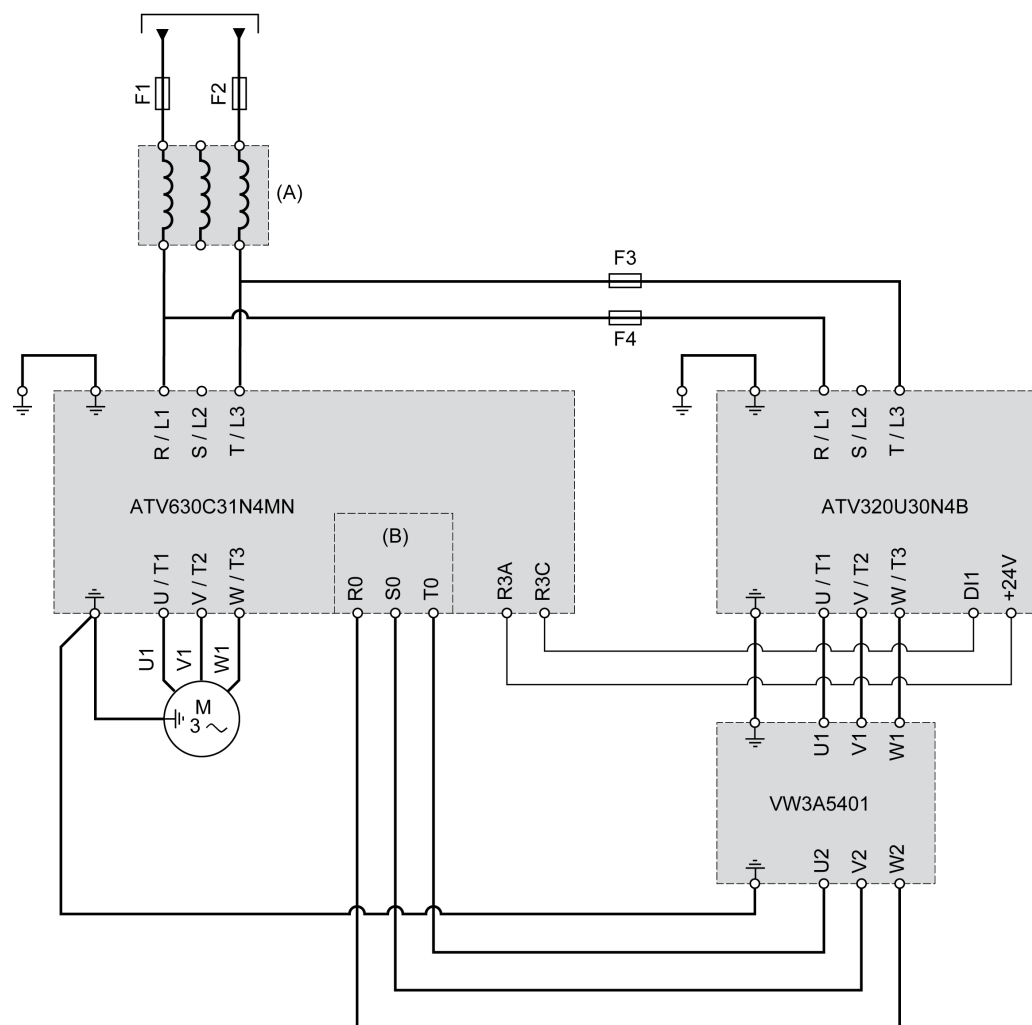 F1
F2
(A)
F3
F4
R / L1
S / L2
T / L3
R / L1
S / L2
T / L3
ATV630C31N4MN
ATV320U30N4B
(B)
U / T1
V / T2
W / T3
R0
S0
T0
R3A
R3C
U / T1
V / T2
W / T3
DI1
+24V
U1
V1
W1
M
3
U1
V1
W1
VW3A5401
U2
V2
W2